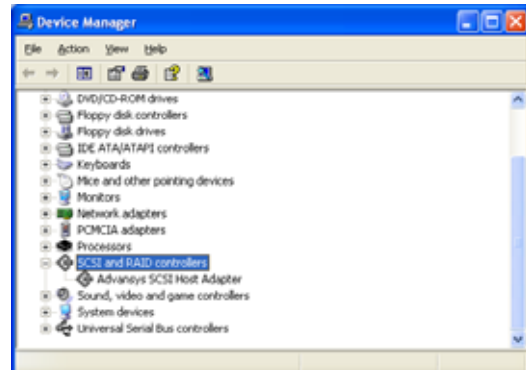 Device Manager
File Action View Help
DVD/CD-ROM drives
Floppy disk controllers
Floppy disk drives
IDE ATA/ATAPI controllers
Keyboards
Mice and other pointing devices
Monitors
Network adapters
PCMCIA adapters
Processors
SCSI and RAID controllers
Advansys SCSI Host Adapter
Sound, video and game controllers
System devices
Universal Serial Bus controllers